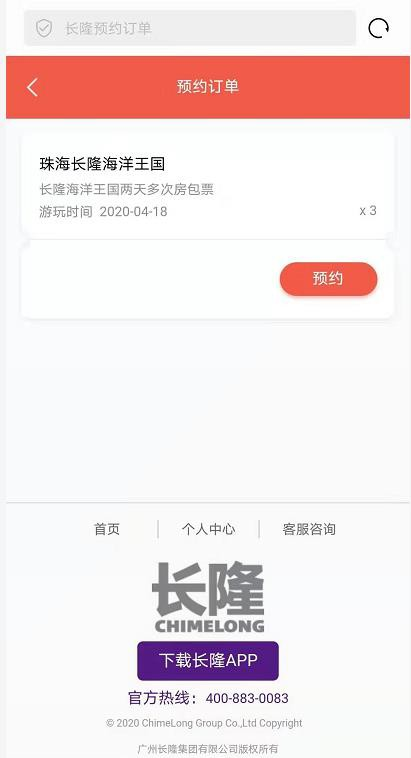 长隆预约订单
预约订单
珠海长隆海洋王国
长隆海洋王国两天多次房包票
游玩时间 2020-04-18 x 3
预约
首页 个人中心 客服咨询
长隆
CHIMELONG
下载长隆APP
官方热线：400-883-0083
© 2020 ChimeLong Group Co.,Ltd Copyright
广州长隆集团有限公司版权所有